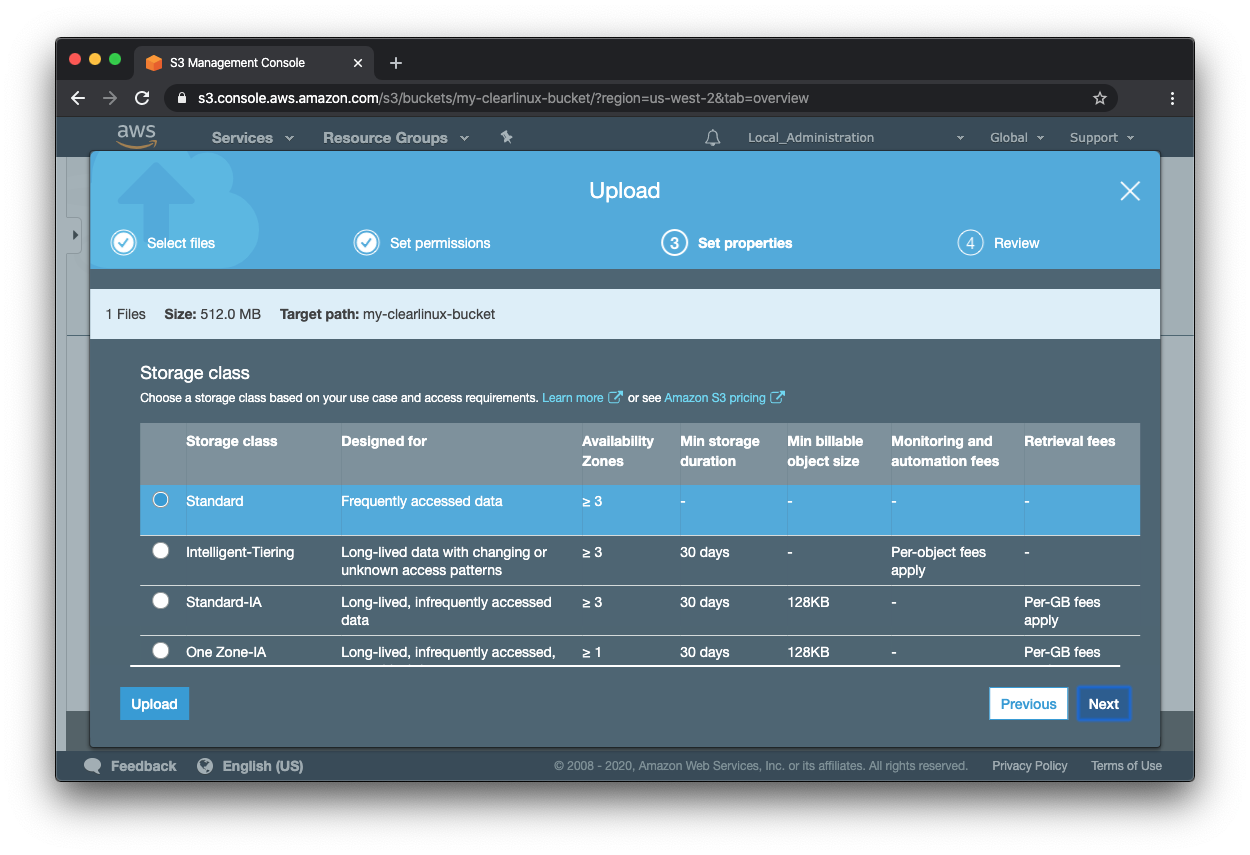 S3 Management Console
s3.console.aws.amazon.com/s3/buckets/my-clearlinux-bucket/?region=us-west-2&tab=overview
aws Services Resource Groups Local_Administration Global Support
Upload
Select files Set permissions 3 Set properties 4 Review
1 Files Size: 512.0 MB Target path: my-clearlinux-bucket
Storage class
Choose a storage class based on your use case and access requirements. Learn more or see Amazon S3 pricing
Storage class Designed for Availability Zones Min storage duration Min billable object size Monitoring and automation fees Retrieval fees
Standard Frequently accessed data ≥ 3 - - - -
Intelligent-Tiering Long-lived data with changing or unknown access patterns ≥ 3 30 days - Per-object fees apply -
Standard-IA Long-lived, infrequently accessed data ≥ 3 30 days 128KB - Per-GB fees apply
One Zone-IA Long-lived, infrequently accessed, ≥ 1 30 days 128KB - Per-GB fees
Upload Previous Next
Feedback English (US) © 2008 - 2020, Amazon Web Services, Inc. or its affiliates. All rights reserved. Privacy Policy Terms of Use